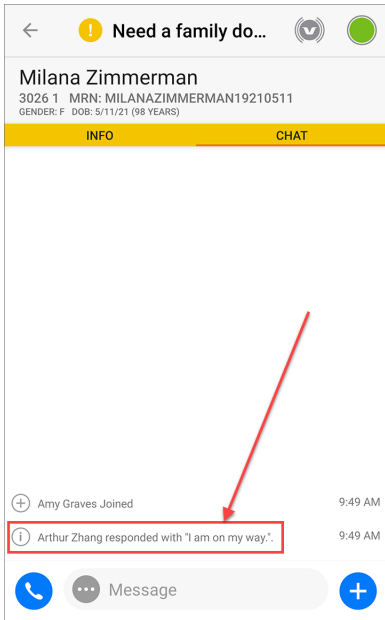 Need a family do...
Milana Zimmerman
3026 1 MRN: MILANAZIMMERMAN19210511
GENDER: F DOB: 5/11/21 (98 YEARS)
INFO CHAT
Amy Graves Joined 9:49 AM
Arthur Zhang responded with "I am on my way.". 9:49 AM
Message